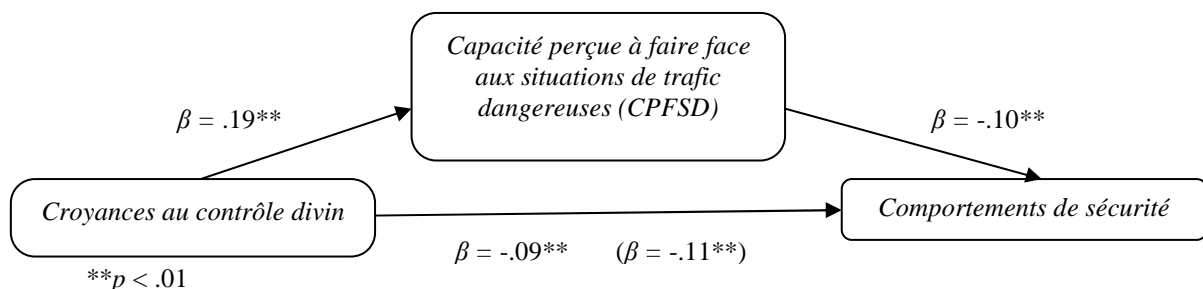 Capacité perçue à faire face
aux situations de trafic
dangereuses (CPFSD)
β = .19**
β = -.10**
Croyances au contrôle divin
Comportements de sécurité
β = -.09** (β = -.11**)
**p < .01